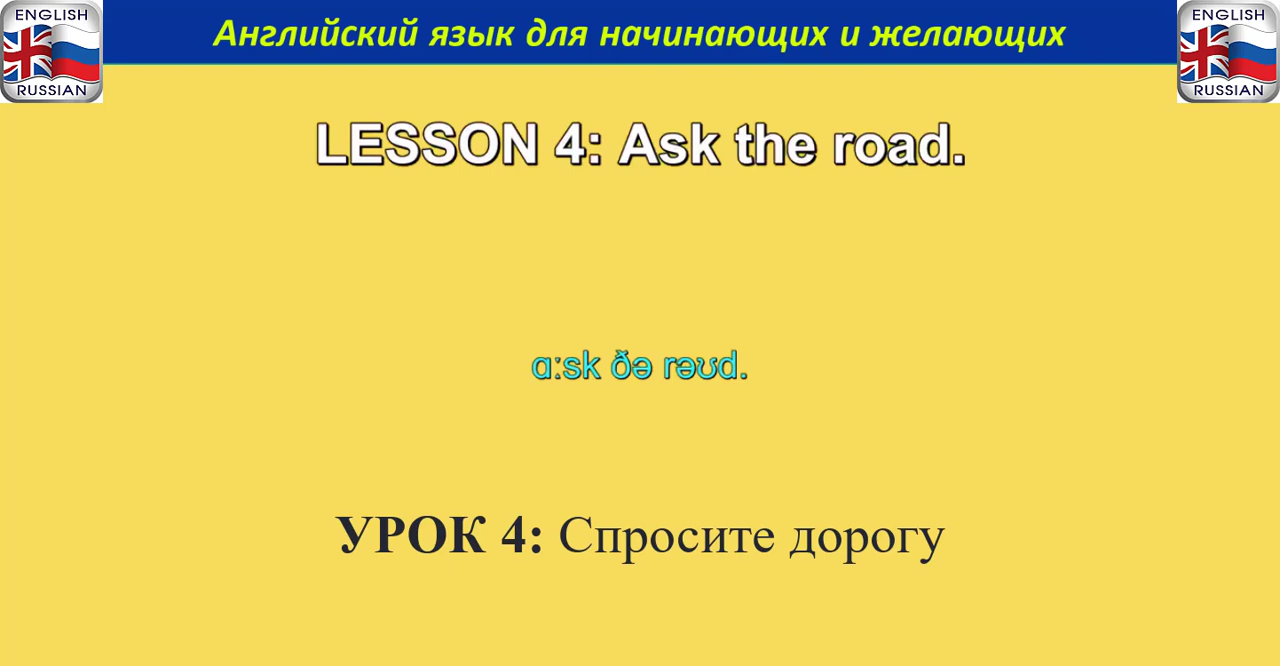 ENGLISH
RUSSIAN
Английский язык для начинающих и желающих
ENGLISH
RUSSIAN
LESSON 4: Ask the road.
ɑːsk ðə rəʊd.
УРОК 4: Спросите дорогу